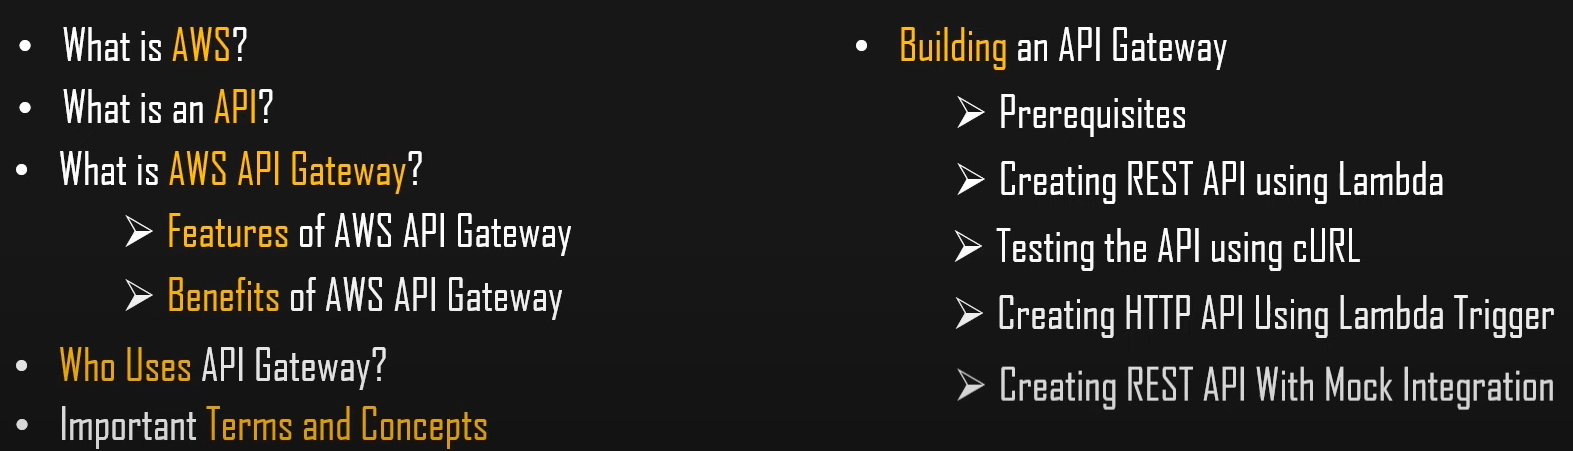 • What is AWS?
• What is an API?
• What is AWS API Gateway?
➢ Features of AWS API Gateway
➢ Benefits of AWS API Gateway
• Who Uses API Gateway?
• Important Terms and Concepts
• Building an API Gateway
➢ Prerequisites
➢ Creating REST API using Lambda
➢ Testing the API using cURL
➢ Creating HTTP API Using Lambda Trigger
➢ Creating REST API With Mock Integration